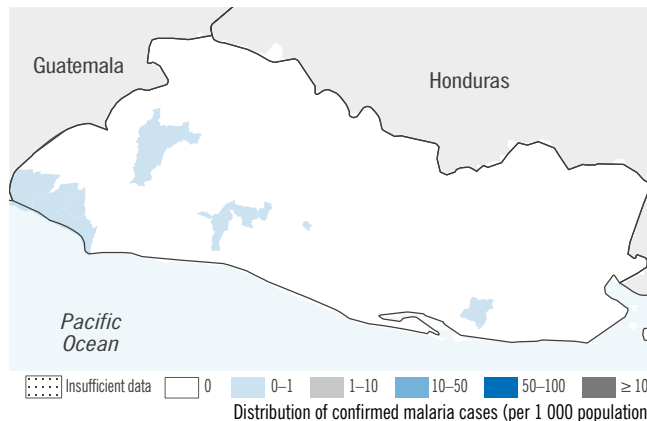 Guatemala
Honduras
Pacific
Ocean
Insufficient data 0 0–1 1–10 10–50 50–100 ≥ 10
Distribution of confirmed malaria cases (per 1 000 population